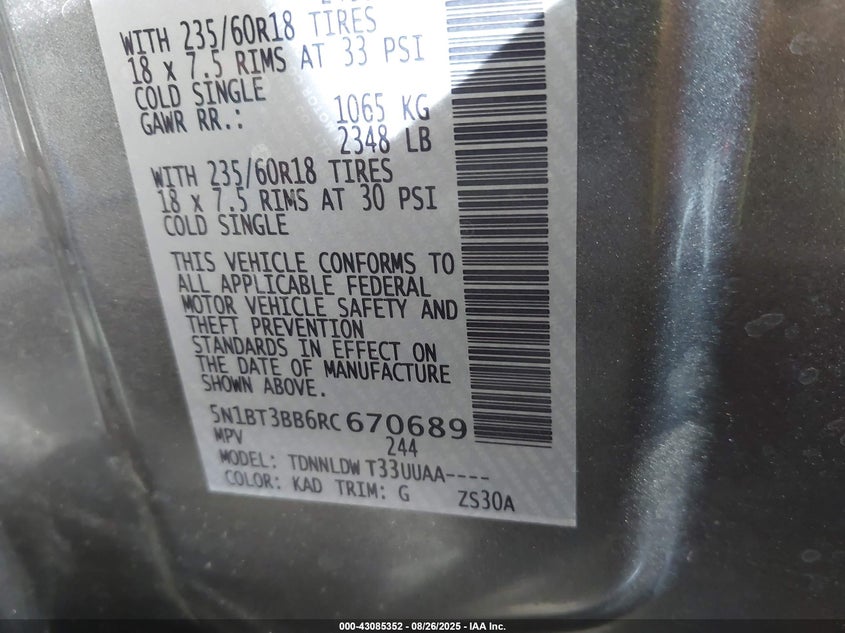 WITH 235/60R18 TIRES
18 x 7.5 RIMS AT 33 PSI
COLD SINGLE
GAWR RR.: 1065 KG
2348 LB
WITH 235/60R18 TIRES
18 x 7.5 RIMS AT 30 PSI
COLD SINGLE
THIS VEHICLE CONFORMS TO
ALL APPLICABLE FEDERAL
MOTOR VEHICLE SAFETY AND
THEFT PREVENTION
STANDARDS IN EFFECT ON
THE DATE OF MANUFACTURE
SHOWN ABOVE.
5N1BT3BB6RC670689
MPV 244
MODEL: TDNNLDW T33UUAA----
COLOR: KAD TRIM: G ZS30A
000-43085352 - 08/26/2025 - IAA Inc.